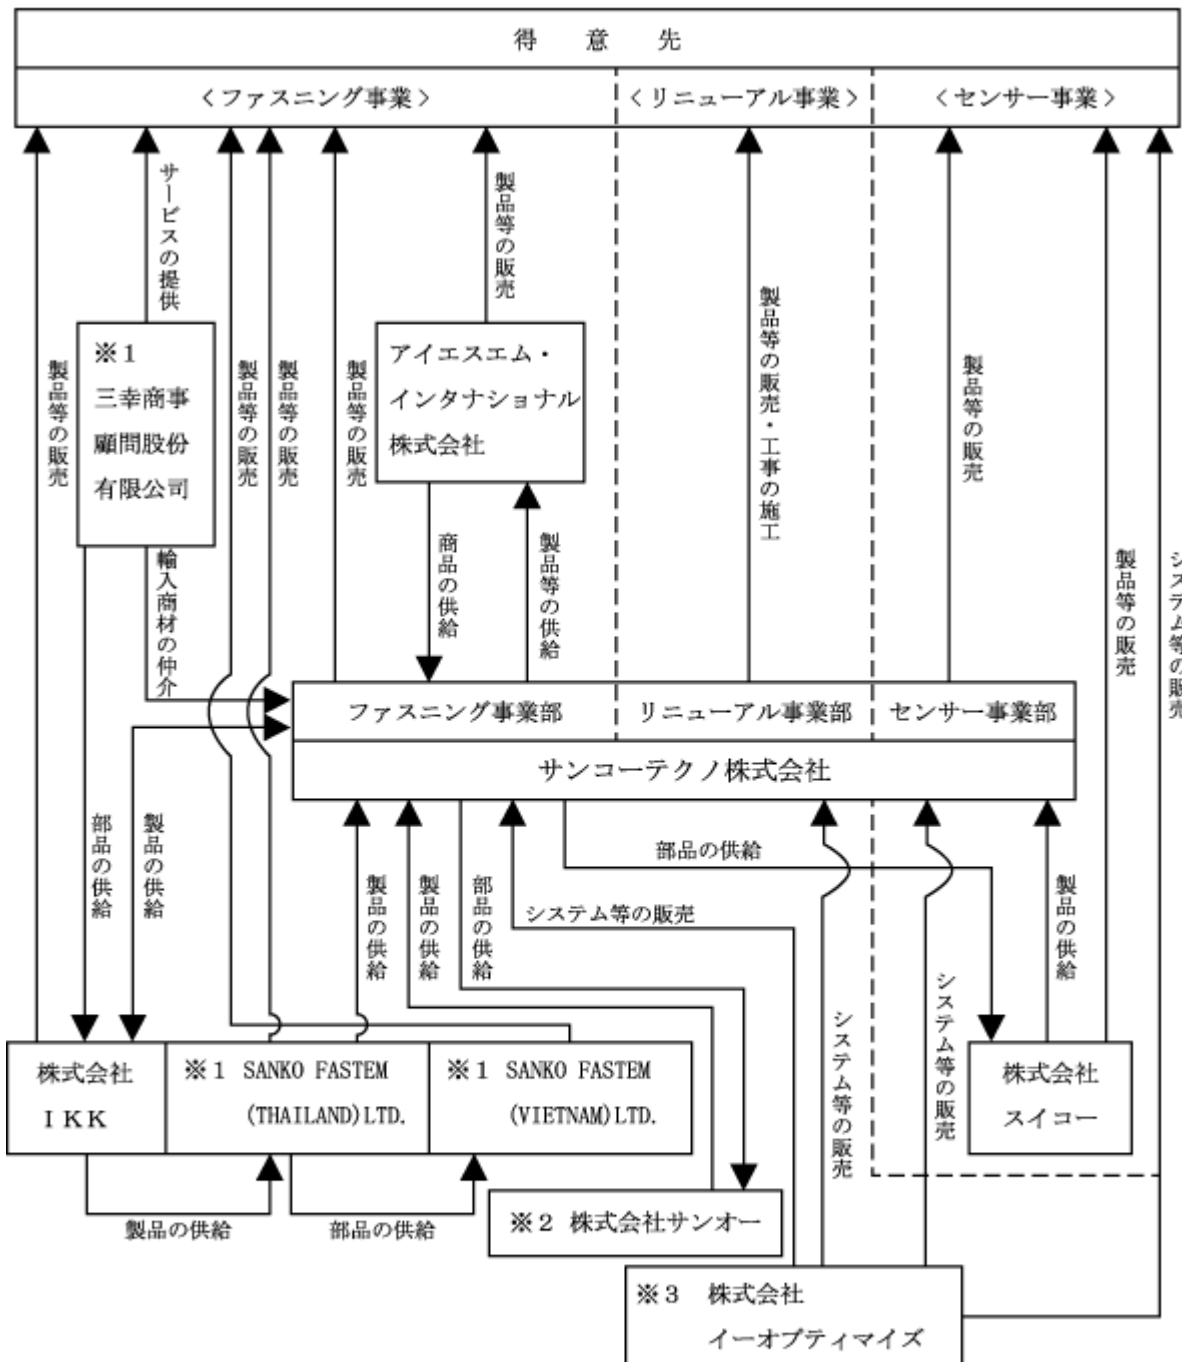 得意先
<ファスニング事業>
<リニューアル事業>
<センサー事業>
サービスの提供
製品等の販売
※1
三幸商事
顧問股份
有限公司
アイエスエム・
インタナショナル
株式会社
製品等の販売
製品等の販売
製品等の販売
製品等の販売
製品等の販売・工事の施工
製品等の販売
輸入商材の仲介
商品の供給
製品等の供給
製品等の販売
システム等の販売
ファスニング事業部
リニューアル事業部
センサー事業部
サンコーテクノ株式会社
部品の供給
製品の供給
製品の供給
製品の供給
部品の供給
システム等の販売
部品の供給
製品の供給
システム等の販売
システム等の販売
株式会社
IKK
※1 SANKO FASTEM
(THAILAND)LTD.
※1 SANKO FASTEM
(VIETNAM)LTD.
株式会社
スイコー
製品の供給
部品の供給
※2 株式会社サンオー
※3 株式会社
イーオプティマイズ